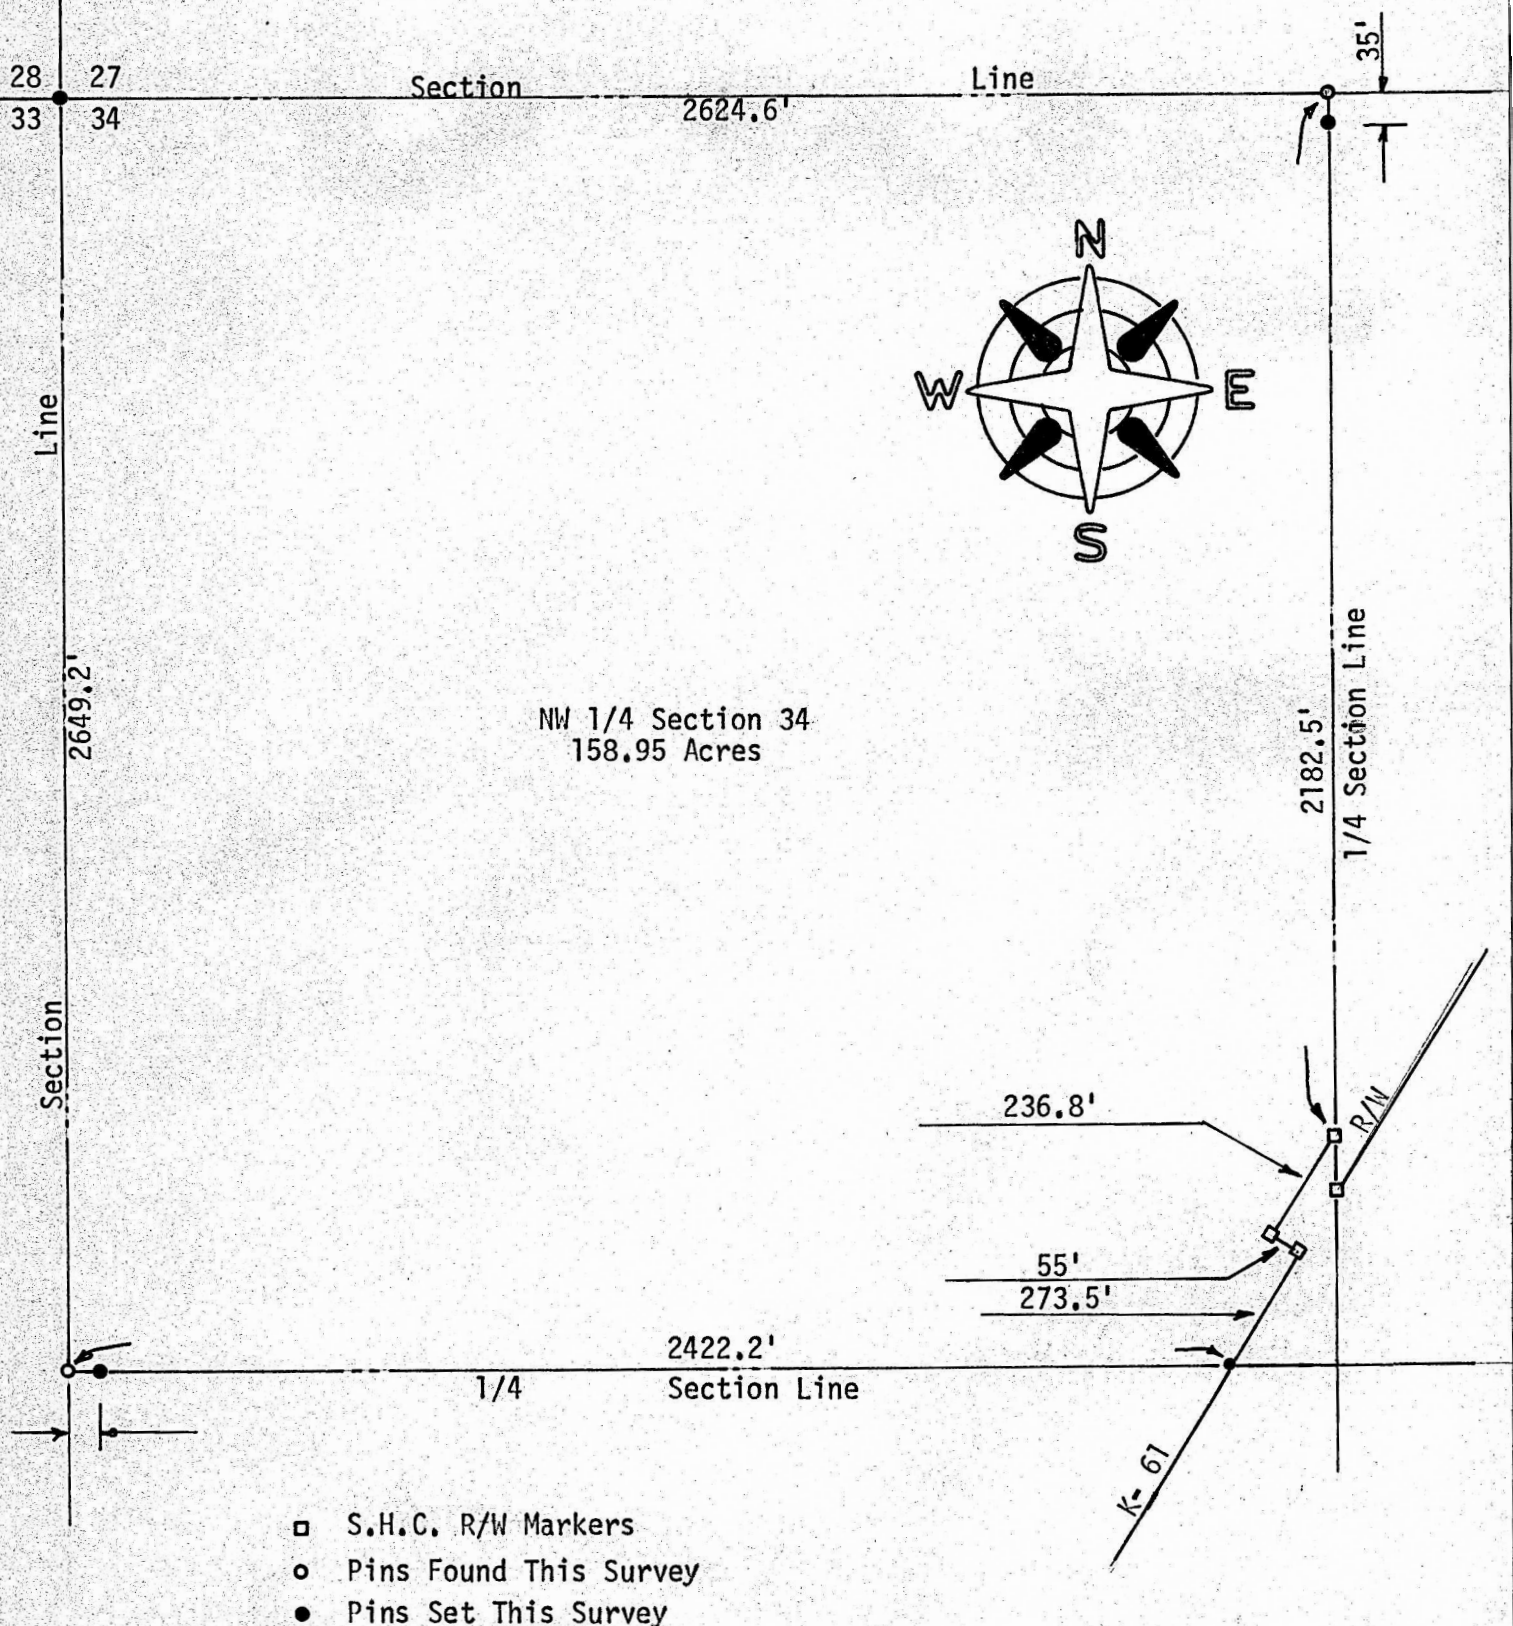 35'
28 27
33 34
Section Line
2624.6'
N
W E
S
Line
2649.2'
Section
NW 1/4 Section 34
158.95 Acres
2182.5'
1/4 Section Line
236.8'
R/W
55'
273.5'
2422.2'
1/4 Section Line
K- 61
S.H.C. R/W Markers
Pins Found This Survey
Pins Set This Survey